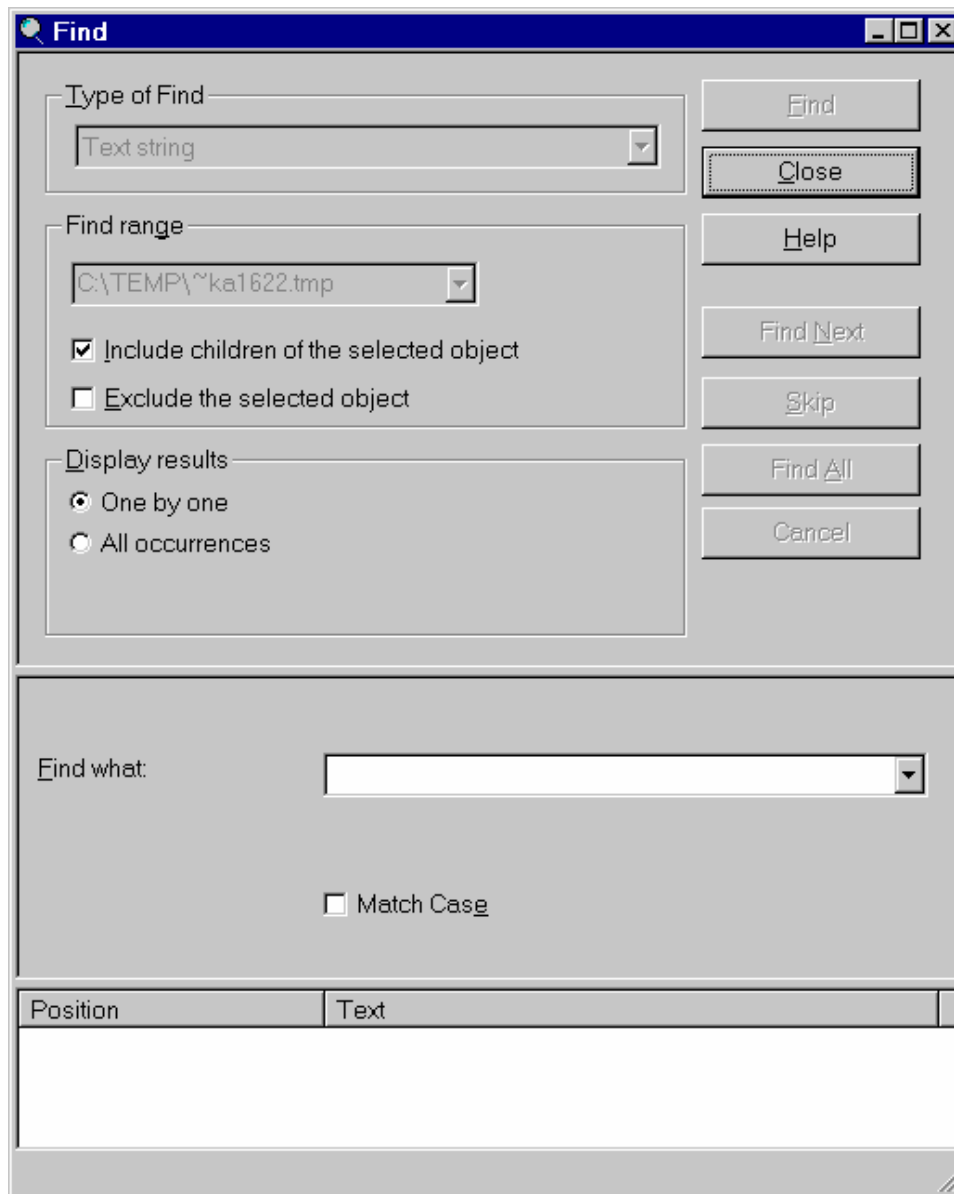 Find
Type of Find
Text string
Find
Close
Find range
Help
C:\TEMP\~ka1622.tmp
Include children of the selected object
Find Next
Exclude the selected object
Skip
Display results
Find All
One by one
All occurrences
Cancel
Find what:
Match Case
Position Text